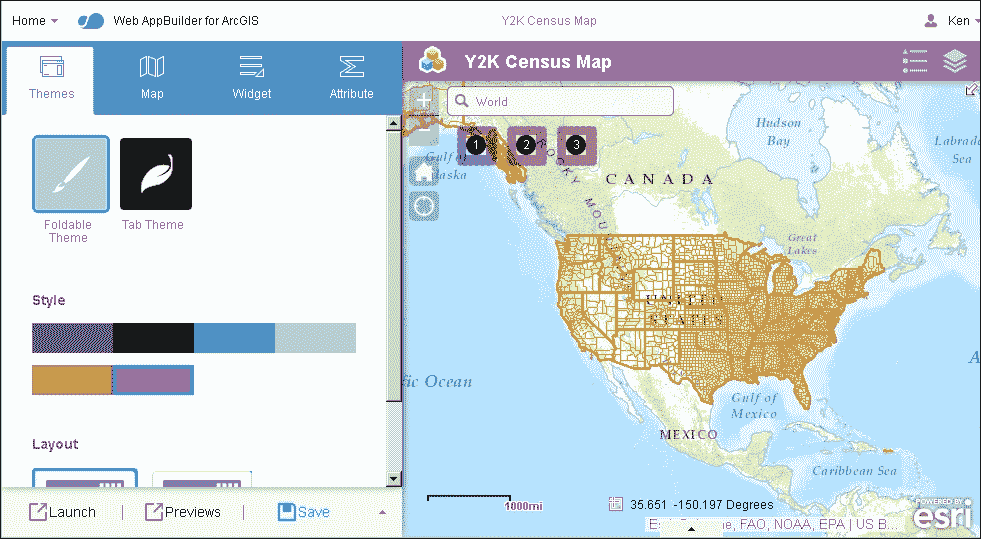 Home
Web AppBuilder for ArcGIS
Y2K Census Map
Ken
Themes
Map
Widget
Attribute
Foldable
Theme
Tab Theme
Style
Layout
Launch
Previews
Save
Y2K Census Map
World
1
2
3
Gulf of
Alaska
ROCKY MOU
CANADA
Hudson
Bay
Labrad
Sea
Great
Lakes
UNITED
STATES
fic Ocean
A
Gulf of
Mexico
MEXICO
Caribbean Sea
1000mi
35.651 -150.197 Degrees
FAO, NOAA, EPA | US B...
POWERED BY
esri